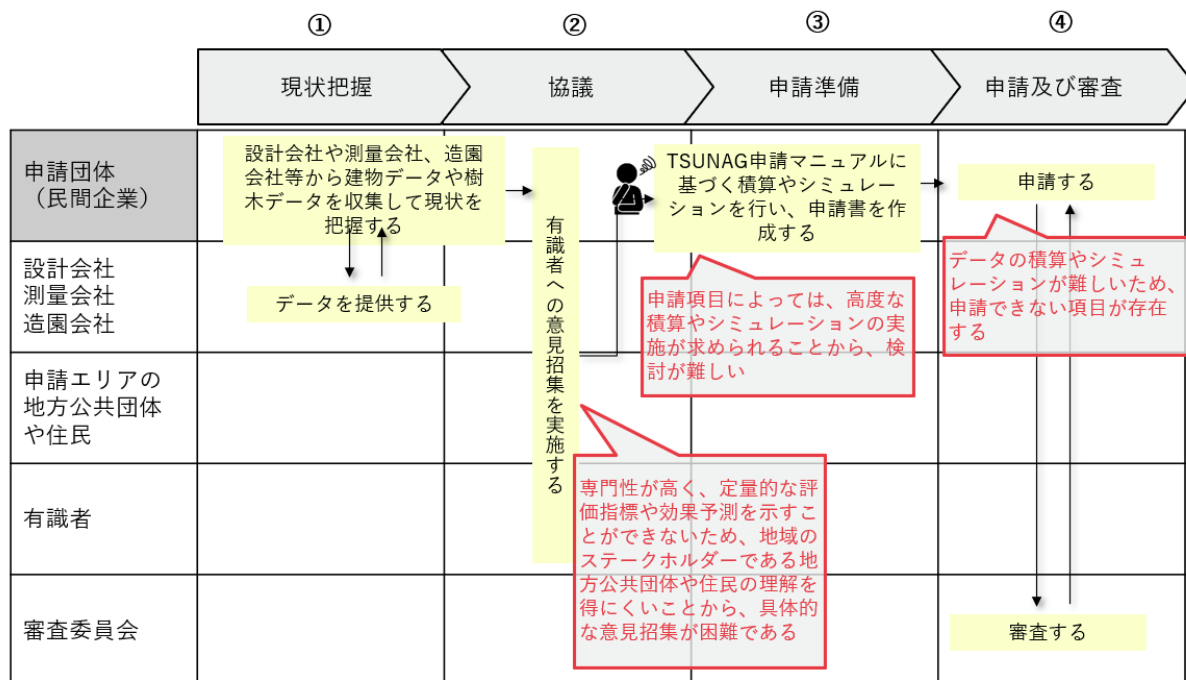 ①
②
③
④
現状把握
協議
申請準備
申請及び審査
申請団体
（民間企業）
設計会社や測量会社、造園
会社等から建物データや樹
木データを収集して現状を
把握する
有識者への意見招集を実施する
TSUNAG申請マニュアルに
基づく積算やシミュレー
ションを行い、申請書を作
成する
申請する
設計会社
測量会社
造園会社
データを提供する
申請項目によっては、高度な
積算やシミュレーションの実
施が求められることから、検
討が難しい
データの積算やシミュ
レーションが難しいため、
申請できない項目が存在
する
申請エリアの
地方公共団体
や住民
有識者
専門性が高く、定量的な評
価指標や効果予測を示すこ
とができないため、地域の
ステークホルダーである地
方公共団体や住民の理解を
得にくいことから、具体的
な意見招集が困難である
審査委員会
審査する